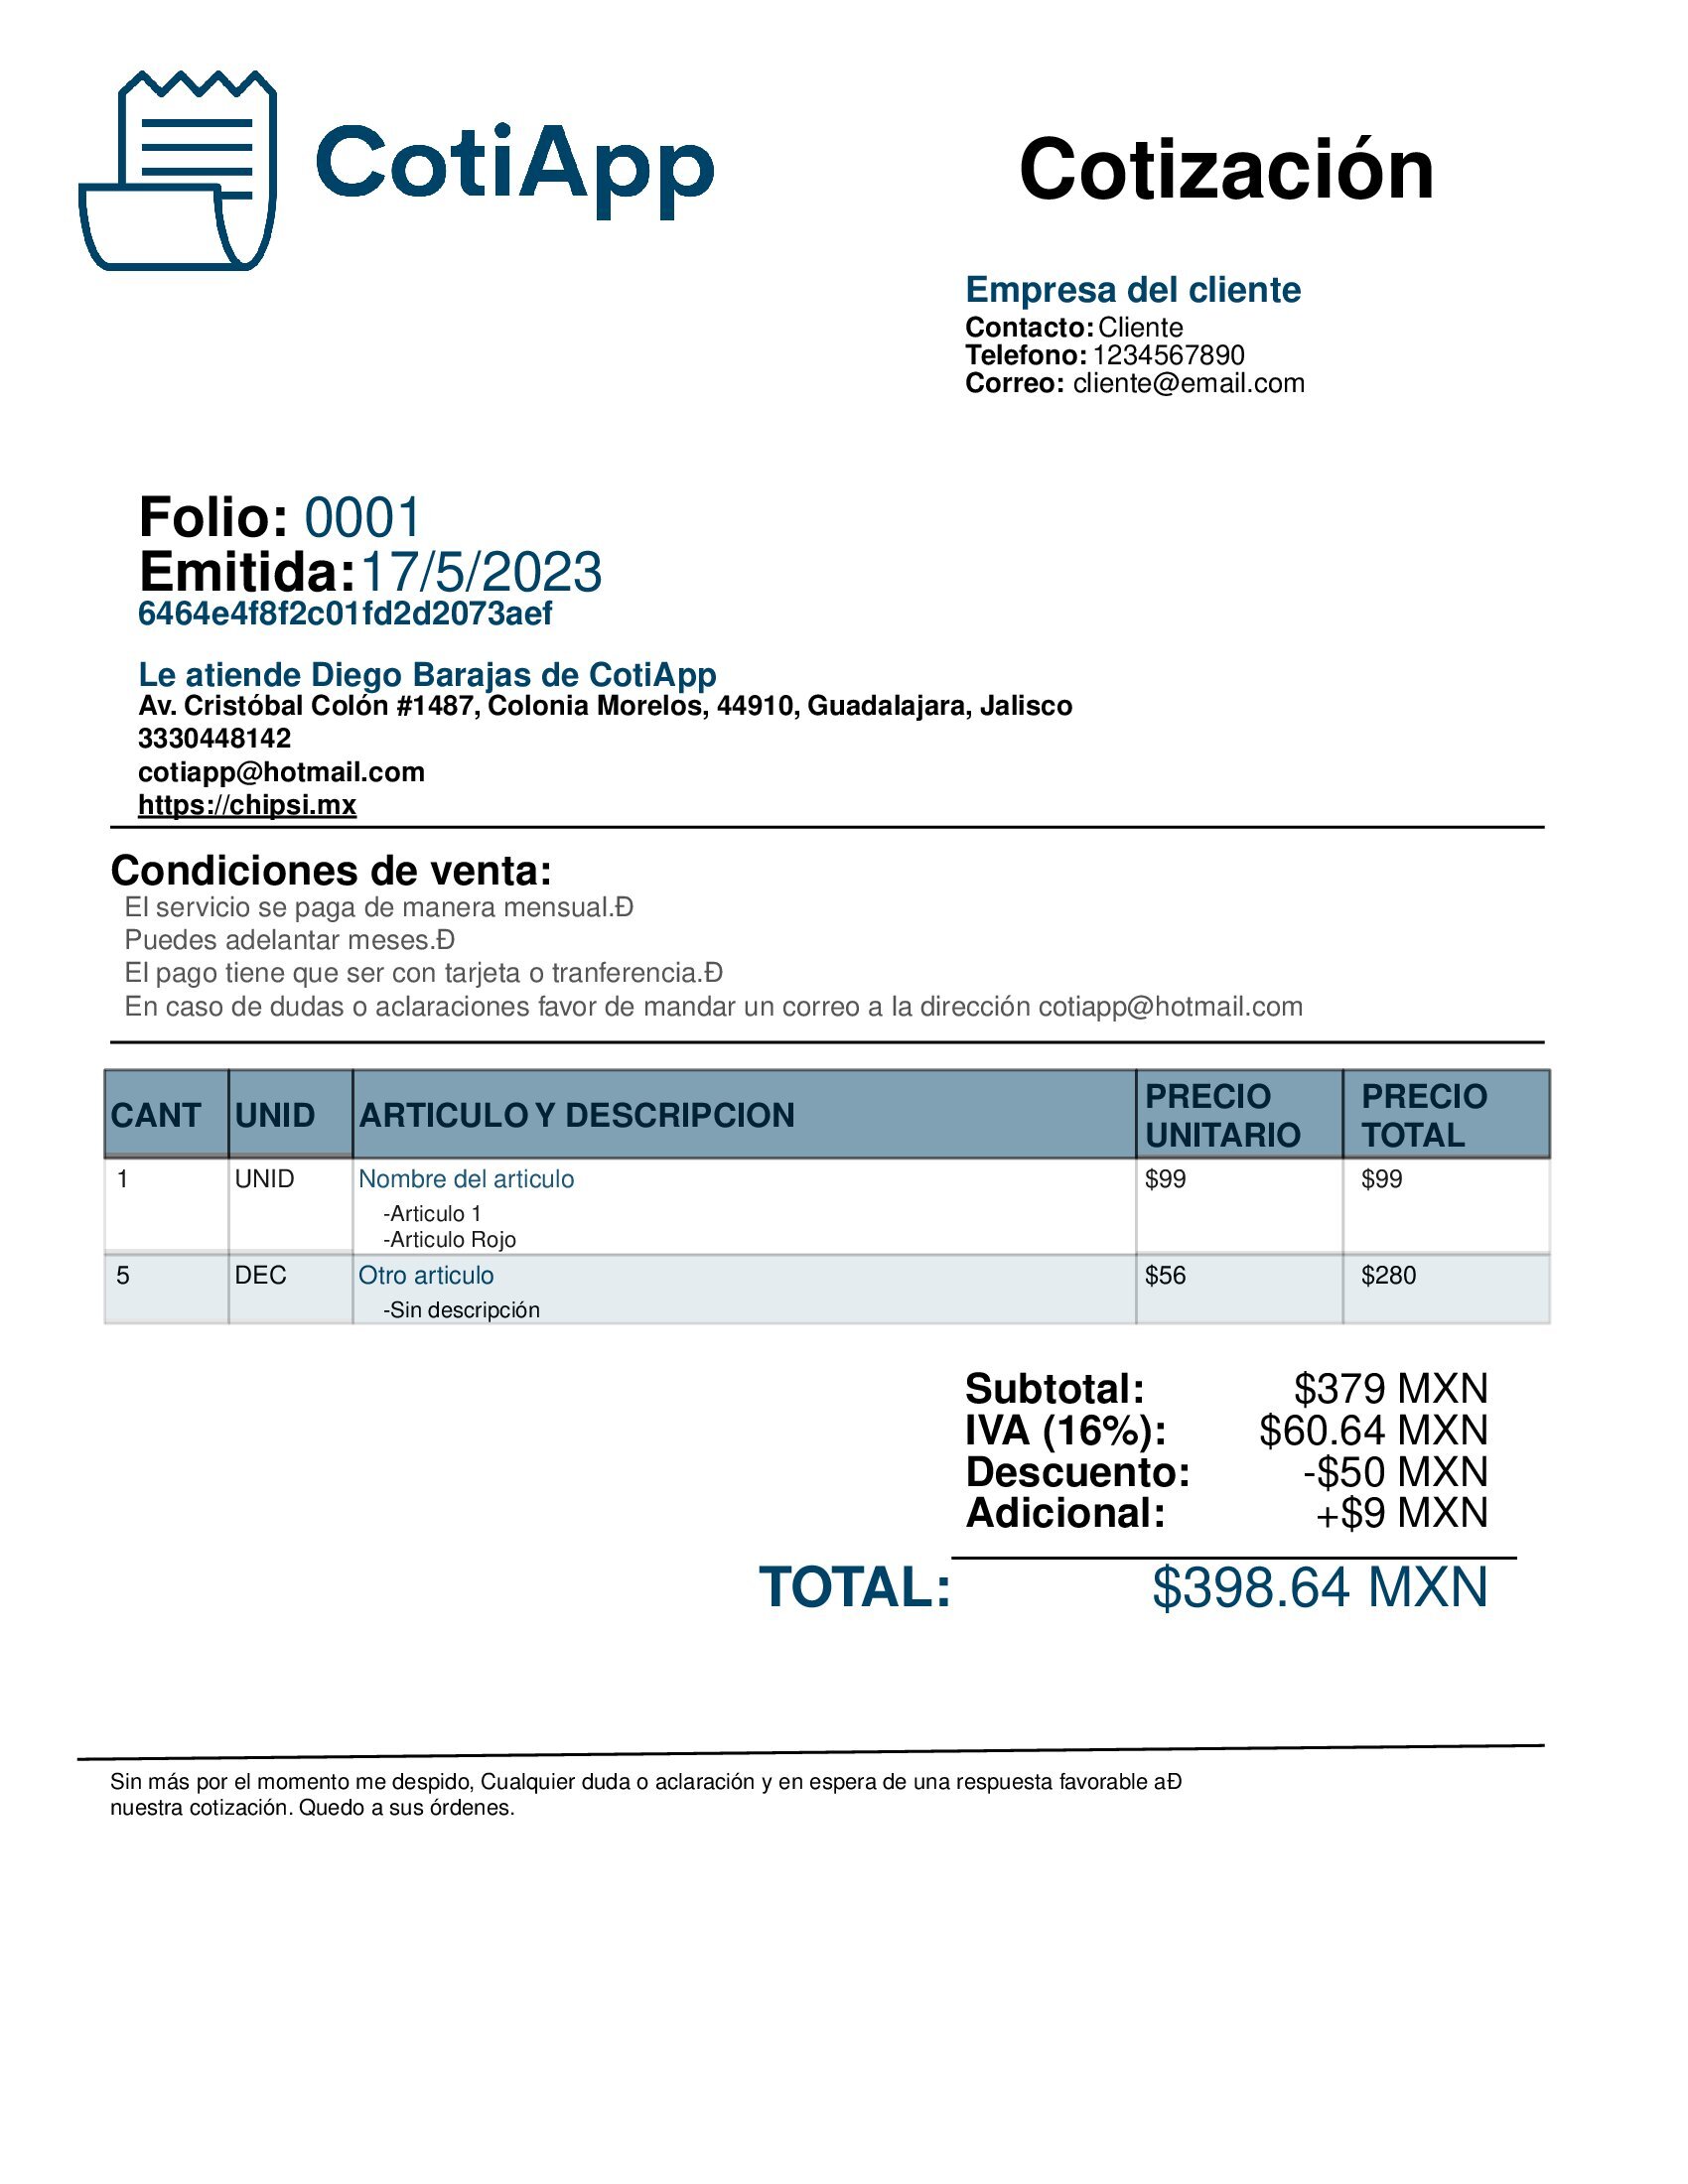 CotiApp
Cotización
Empresa del cliente
Contacto: Cliente
Telefono: 1234567890
Correo: cliente@email.com
Folio: 0001
Emitida: 17/5/2023
6464e4f8f2c01fd2d2073aef
Le atiende Diego Barajas de CotiApp
Av. Cristóbal Colón #1487, Colonia Morelos, 44910, Guadalajara, Jalisco
3330448142
cotiapp@hotmail.com
https://chipsi.mx
Condiciones de venta:
El servicio se paga de manera mensual.Ð
Puedes adelantar meses.Ð
El pago tiene que ser con tarjeta o tranferencia.Ð
En caso de dudas o aclaraciones favor de mandar un correo a la dirección cotiapp@hotmail.com
CANT UNID ARTICULO Y DESCRIPCION PRECIO UNITARIO PRECIO TOTAL
1 UNID Nombre del articulo $99 $99
-Articulo 1
-Articulo Rojo
5 DEC Otro articulo $56 $280
-Sin descripción
Subtotal: $379 MXN
IVA (16%): $60.64 MXN
Descuento: -$50 MXN
Adicional: +$9 MXN
TOTAL: $398.64 MXN
Sin más por el momento me despido, Cualquier duda o aclaración y en espera de una respuesta favorable aÐ
nuestra cotización. Quedo a sus órdenes.